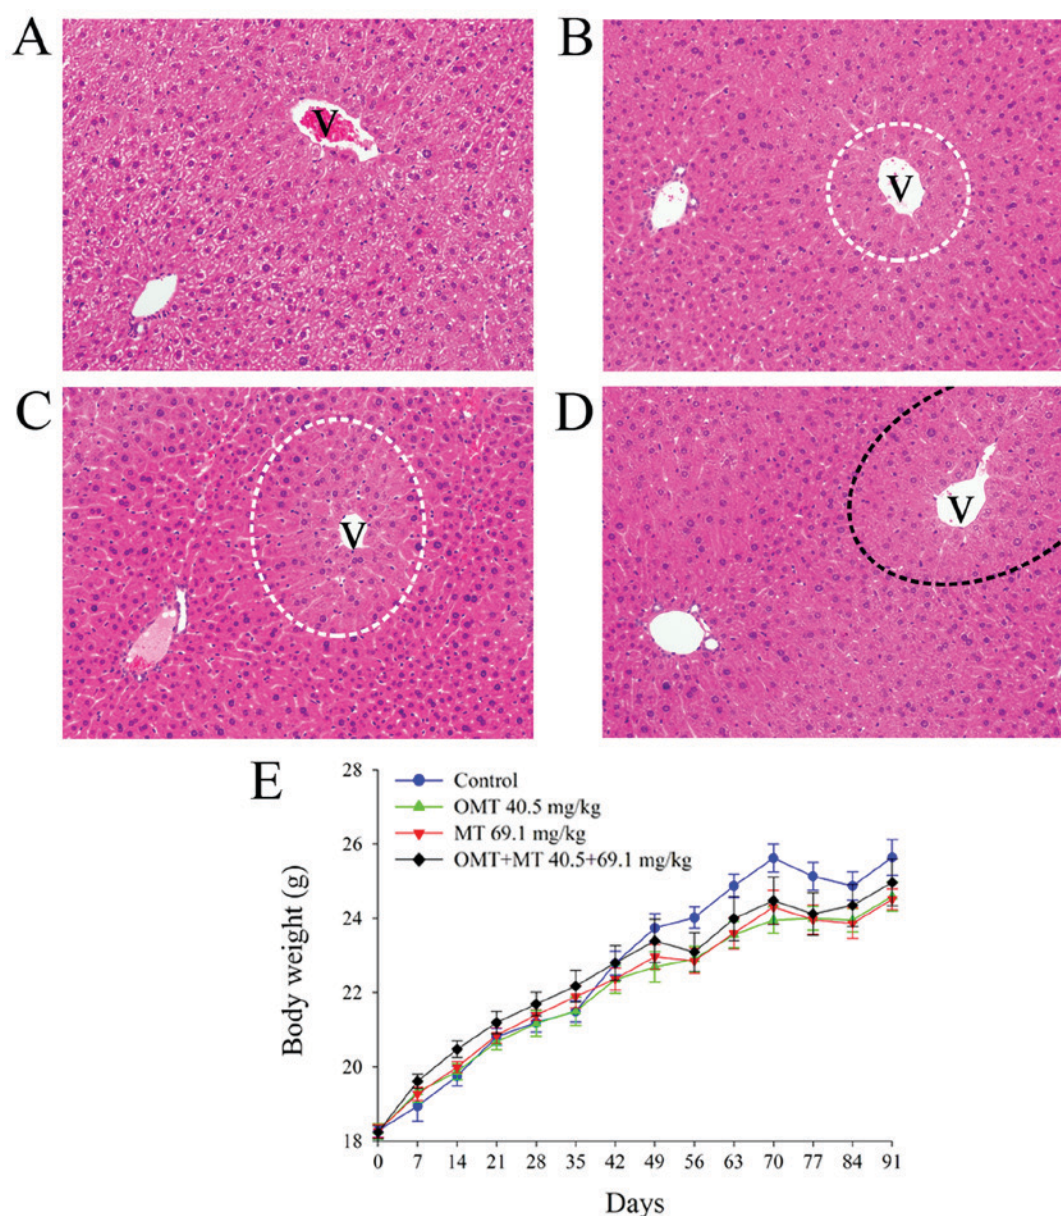 A
V
B
V
C
V
D
V
E
28
26
24
22
20
18
Body weight (g)
Control
OMT 40.5 mg/kg
MT 69.1 mg/kg
OMT+MT 40.5+69.1 mg/kg
0 7 14 21 28 35 42 49 56 63 70 77 84 91
Days